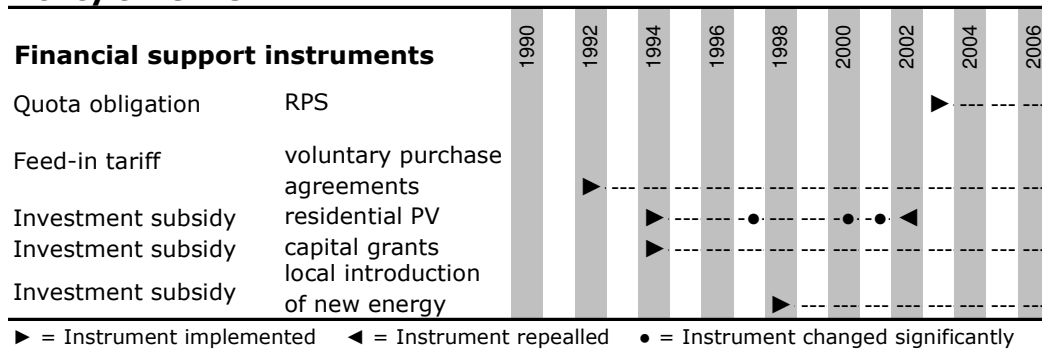 Financial support instruments 1990 1992 1994 1996 1998 2000 2002 2004 2006
Quota obligation RPS
Feed-in tariff voluntary purchase
agreements
Investment subsidy residential PV
Investment subsidy capital grants
local introduction
Investment subsidy
of new energy
► = Instrument implemented ◄ = Instrument repealled ● = Instrument changed significantly